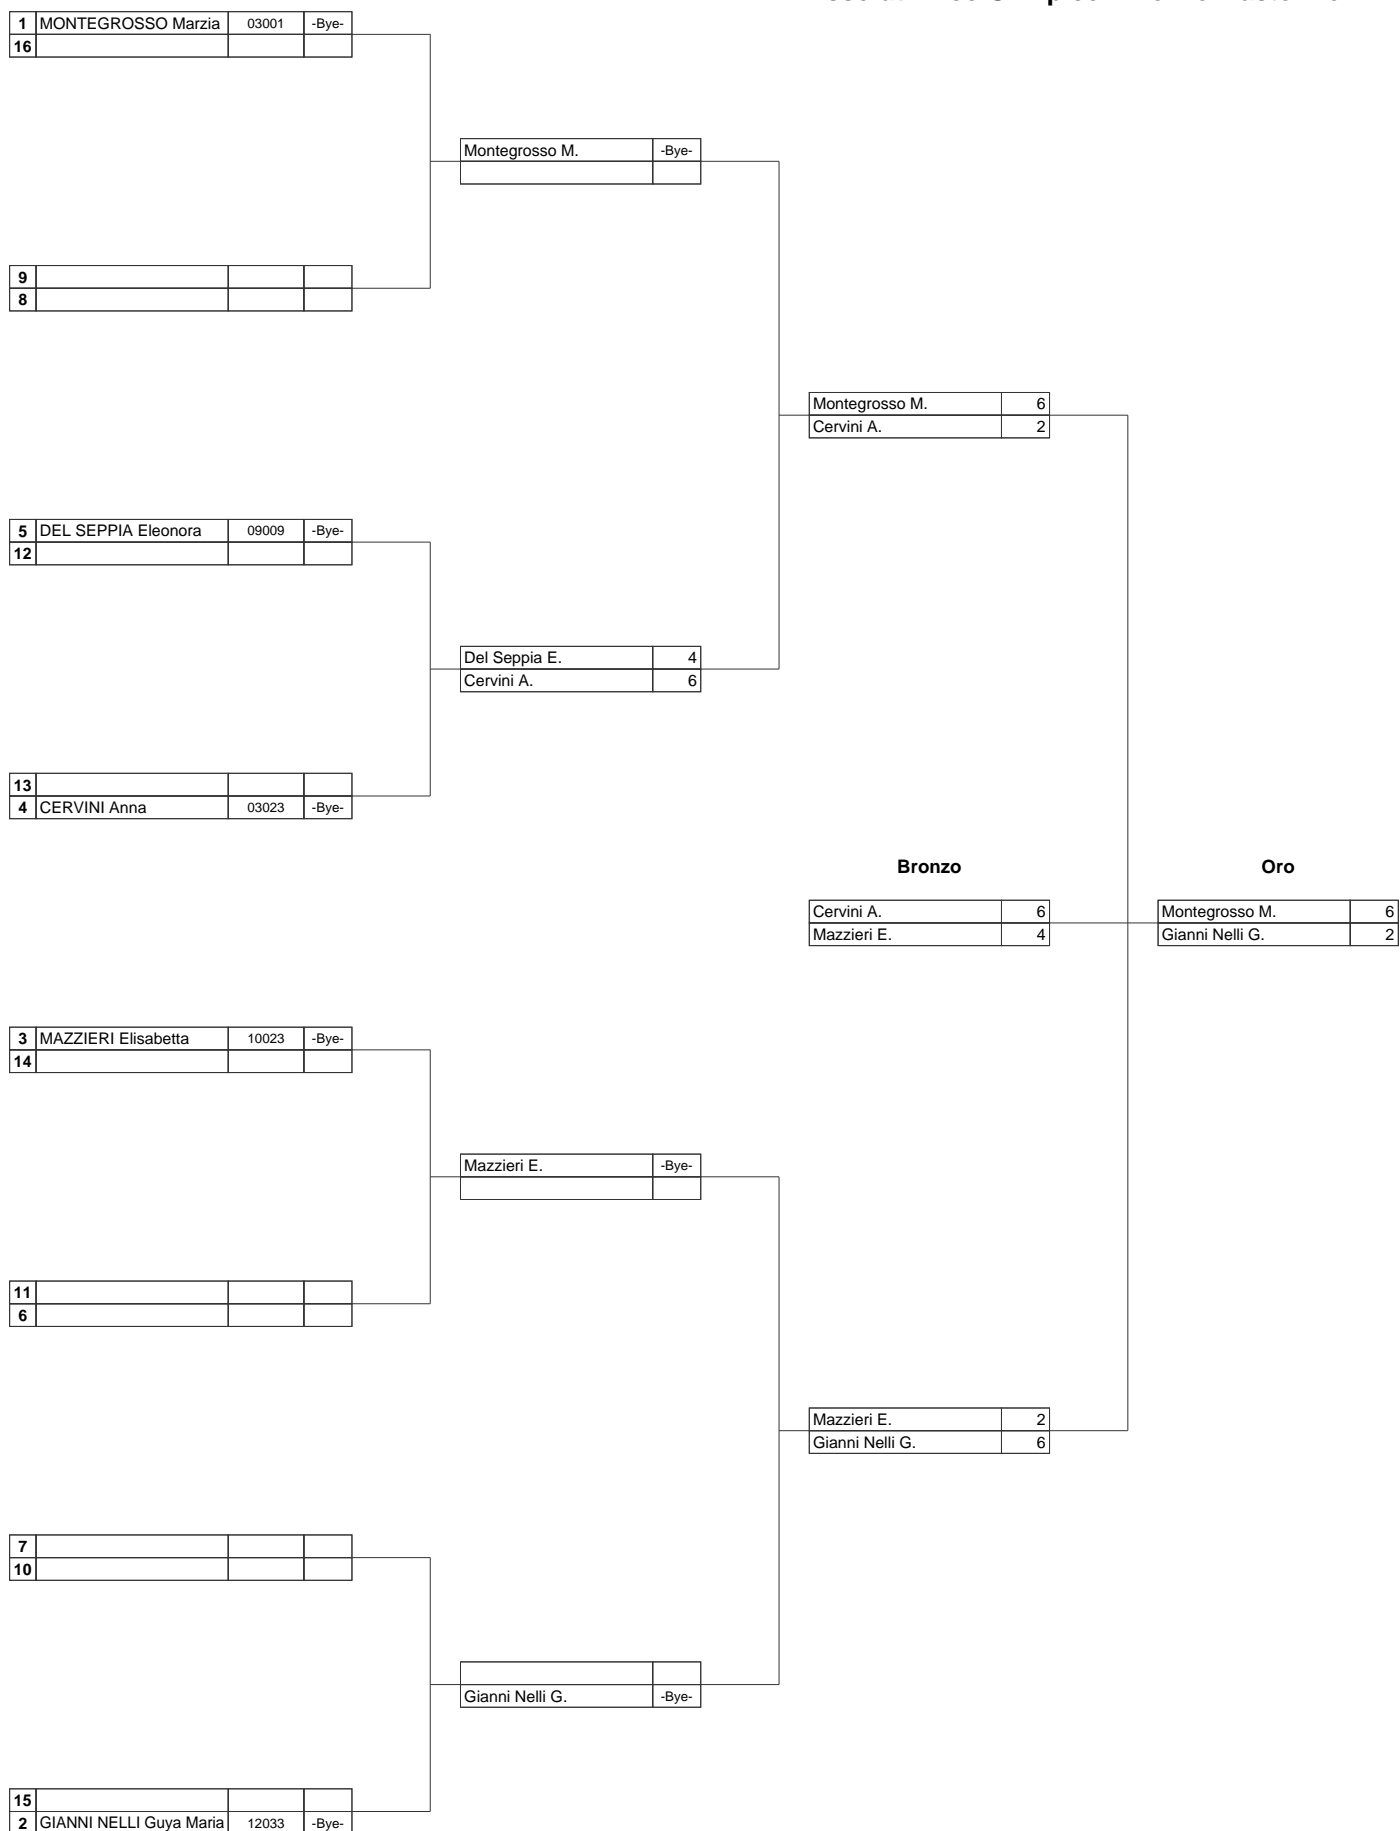 1 MONTEGROSSO Marzia 03001 -Bye-
16
Montegrosso M. -Bye-
9
8
Montegrosso M. 6
Cervini A. 2
5 DEL SEPPIA Eleonora 09009 -Bye-
12
Del Seppia E. 4
Cervini A. 6
13
4 CERVINI Anna 03023 -Bye-
Bronzo Oro
Cervini A. 6 Montegrosso M. 6
Mazzieri E. 4 Gianni Nelli G. 2
3 MAZZIERI Elisabetta 10023 -Bye-
14
Mazzieri E. -Bye-
11
6
Mazzieri E. 2
Gianni Nelli G. 6
7
10
Gianni Nelli G. -Bye-
15
2 GIANNI NELLI Guya Maria 12033 -Bye-